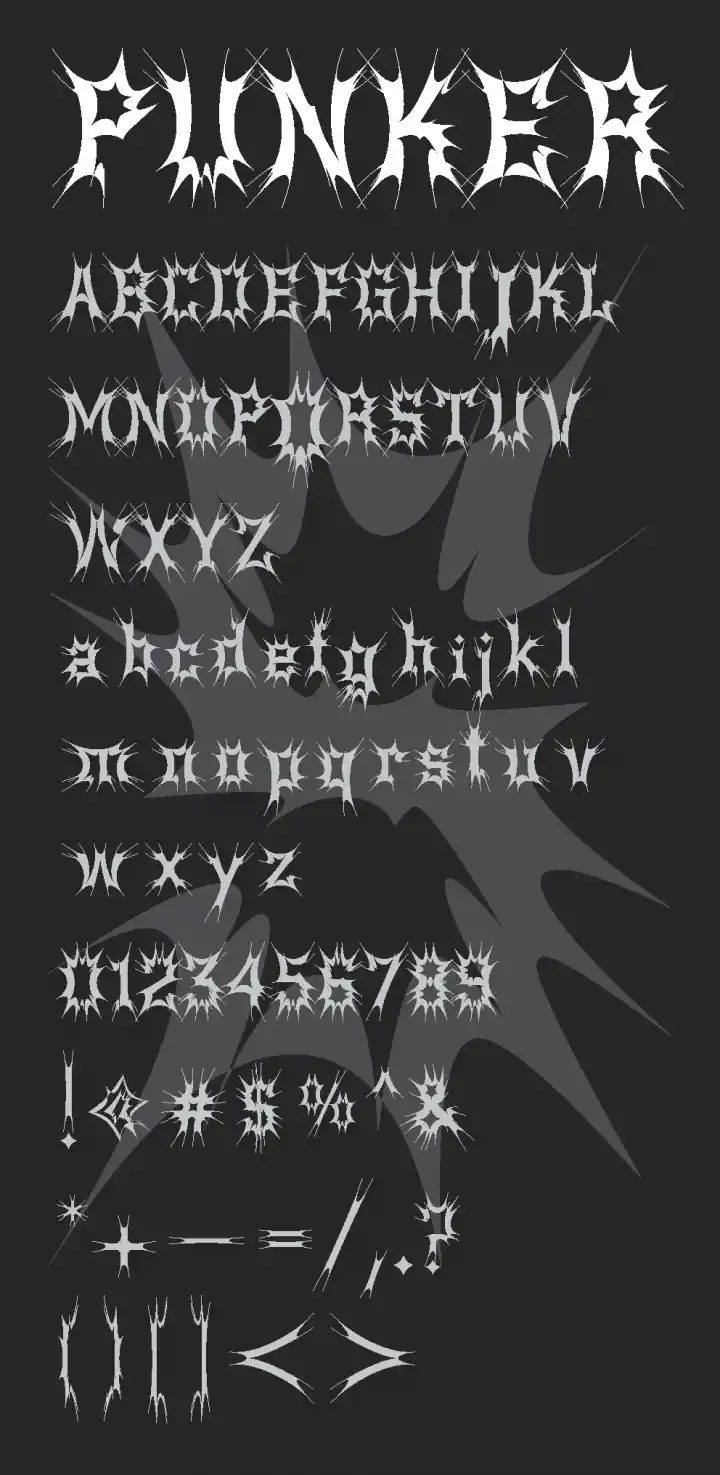 PUNKER
ABCDEFGHIJKL
MNOPQRSTUV
WXYZ
abcdefghijkl
mnopqrstuv
wxyz
0123456789
!@#$%^&
*+—=/,.?
()[]<>